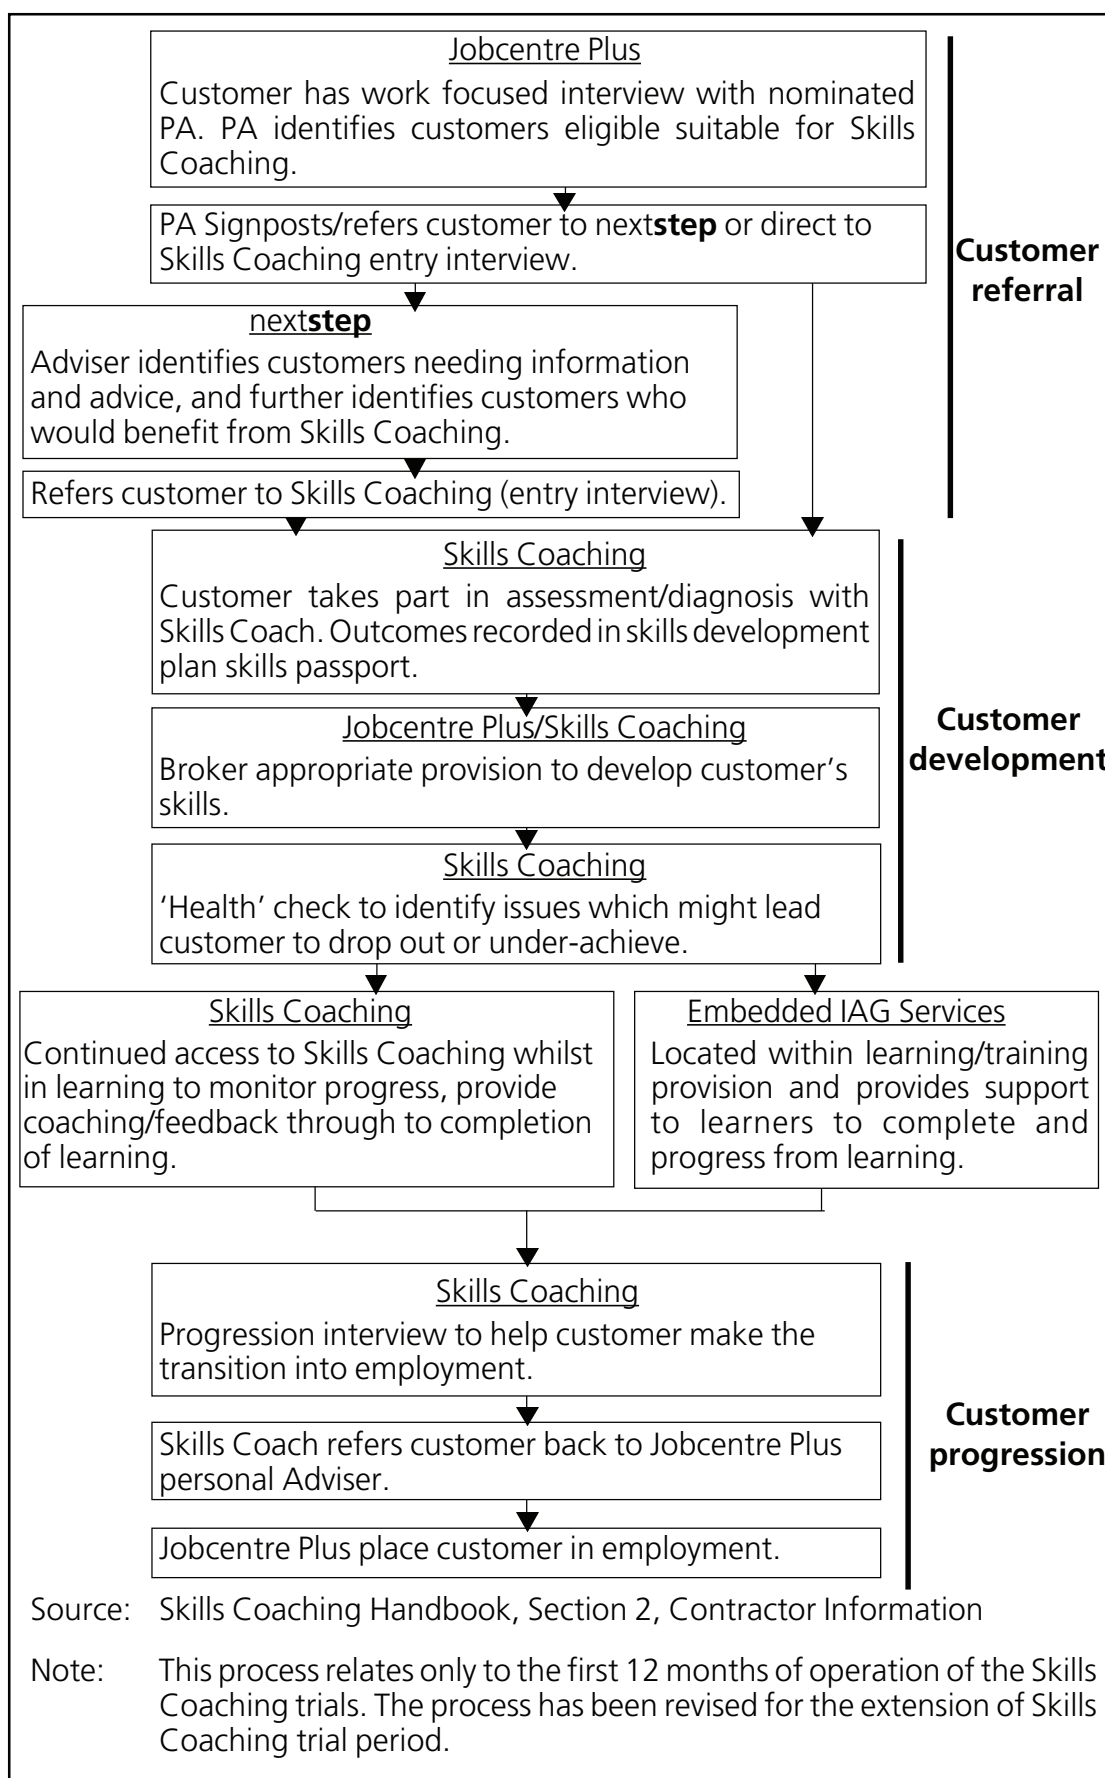 Jobcentre Plus
Customer has work focused interview with nominated
PA. PA identifies customers eligible suitable for Skills
Coaching.
PA Signposts/refers customer to nextstep or direct to
Skills Coaching entry interview.
Customer
referral
nextstep
Adviser identifies customers needing information
and advice, and further identifies customers who
would benefit from Skills Coaching.
Refers customer to Skills Coaching (entry interview).
Skills Coaching
Customer takes part in assessment/diagnosis with
Skills Coach. Outcomes recorded in skills development
plan skills passport.
Jobcentre Plus/Skills Coaching
Broker appropriate provision to develop customer’s
skills.
Customer
development
Skills Coaching
‘Health’ check to identify issues which might lead
customer to drop out or under-achieve.
Skills Coaching
Continued access to Skills Coaching whilst
in learning to monitor progress, provide
coaching/feedback through to completion
of learning.
Embedded IAG Services
Located within learning/training
provision and provides support
to learners to complete and
progress from learning.
Skills Coaching
Progression interview to help customer make the
transition into employment.
Skills Coach refers customer back to Jobcentre Plus
personal Adviser.
Customer
progression
Jobcentre Plus place customer in employment.
Source: Skills Coaching Handbook, Section 2, Contractor Information
Note: This process relates only to the first 12 months of operation of the Skills
Coaching trials. The process has been revised for the extension of Skills
Coaching trial period.